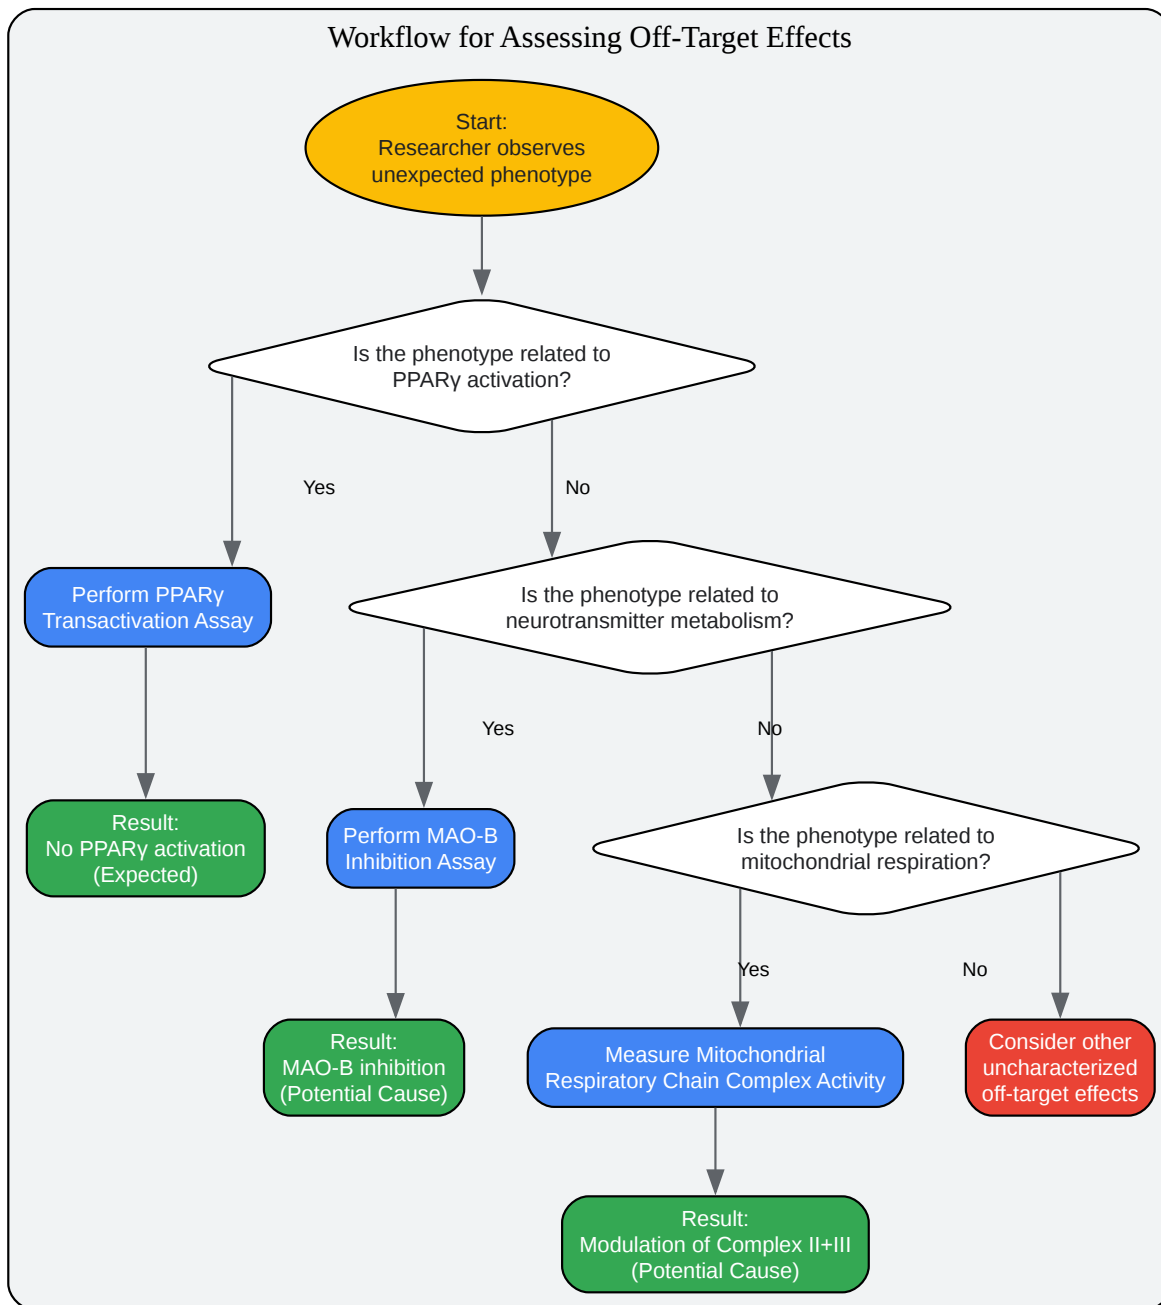 Workflow for Assessing Off-Target Effects
Start:
Researcher observes
unexpected phenotype
Is the phenotype related to
PPARγ activation?
Yes
No
Perform PPARγ
Transactivation Assay
Is the phenotype related to
neurotransmitter metabolism?
Yes
No
Result:
No PPARγ activation
(Expected)
Perform MAO-B
Inhibition Assay
Is the phenotype related to
mitochondrial respiration?
Yes
No
Result:
MAO-B inhibition
(Potential Cause)
Measure Mitochondrial
Respiratory Chain Complex Activity
Consider other
uncharacterized
off-target effects
Result:
Modulation of Complex II+III
(Potential Cause)